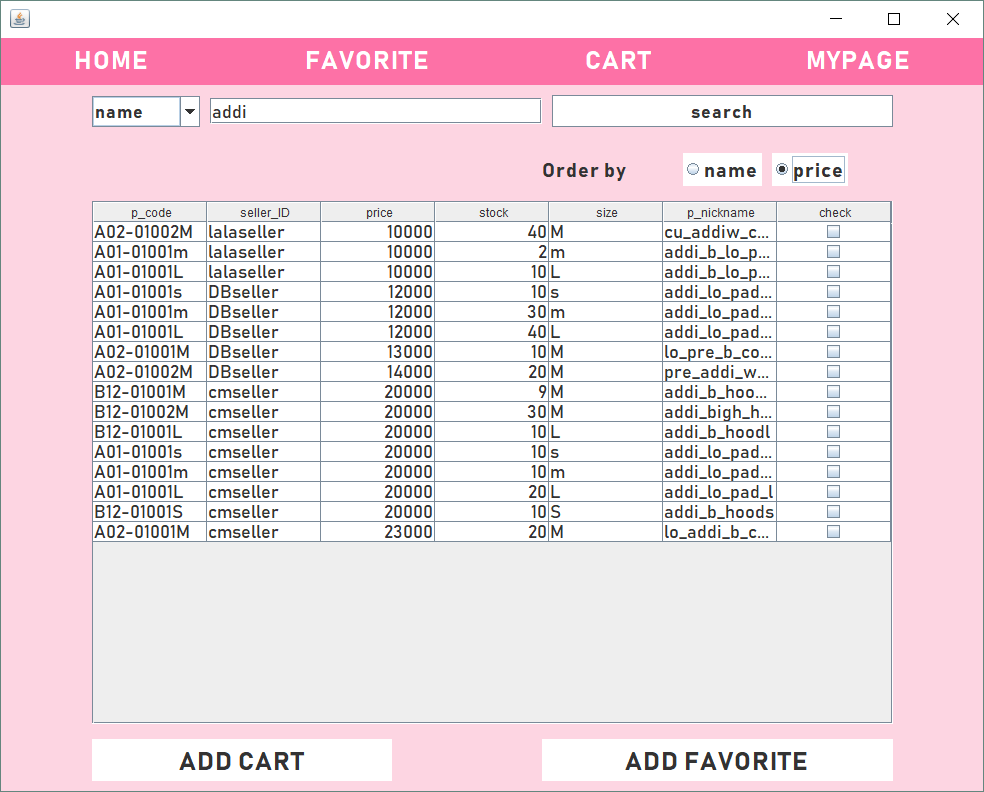 HOME FAVORITE CART MYPAGE
name addi search
Order by name price
p_code seller_ID price stock size p_nickname check
A02-01002M lalaseller 10000 40 M cu_addiw_c...
A01-01001m lalaseller 10000 2 m addi_b_lo_p...
A01-01001L lalaseller 10000 10 L addi_b_lo_p...
A01-01001s DBseller 12000 10 s addi_lo_pad...
A01-01001m DBseller 12000 30 m addi_lo_pad...
A01-01001L DBseller 12000 40 L addi_lo_pad...
A02-01001M DBseller 13000 10 M lo_pre_b_co...
A02-01002M DBseller 14000 20 M pre_addi_w...
B12-01001M cmseller 20000 9 M addi_b_hoo...
B12-01002M cmseller 20000 30 M addi_bigh_h...
B12-01001L cmseller 20000 10 L addi_b_hoodl
A01-01001s cmseller 20000 10 s addi_lo_pad...
A01-01001m cmseller 20000 10 m addi_lo_pad...
A01-01001L cmseller 20000 20 L addi_lo_pad_l
B12-01001S cmseller 20000 10 S addi_b_hoods
A02-01001M cmseller 23000 20 M lo_addi_b_c...
ADD CART ADD FAVORITE